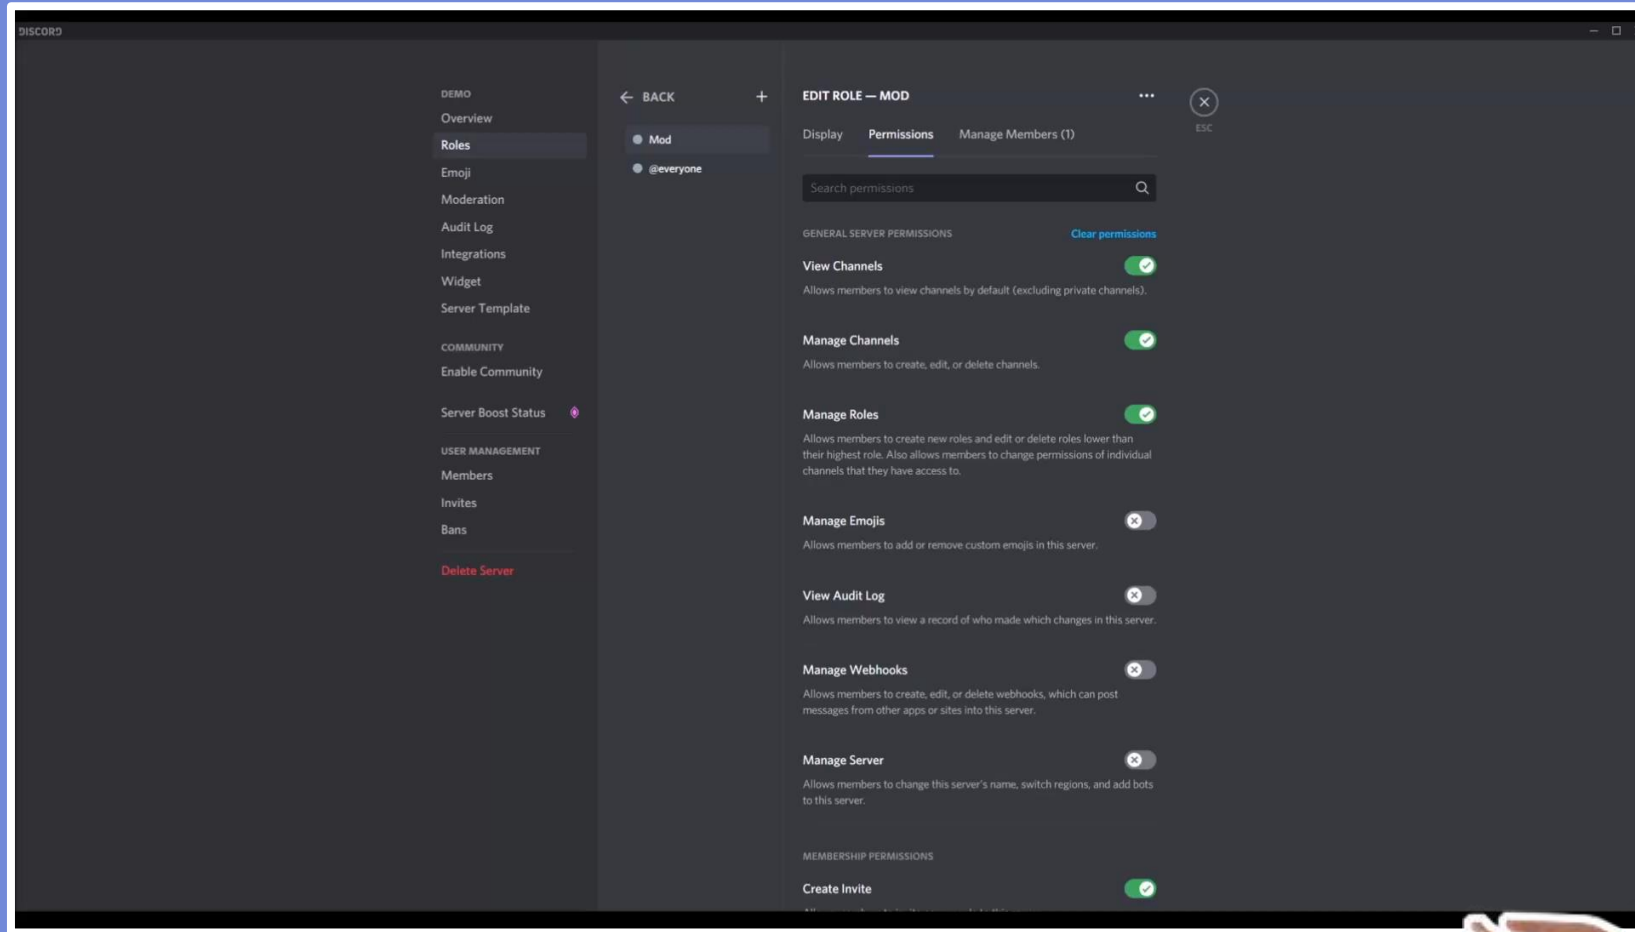 DISCORD
DEMO
Overview
Roles
Emoji
Moderation
Audit Log
Integrations
Widget
Server Template
COMMUNITY
Enable Community
Server Boost Status
USER MANAGEMENT
Members
Invites
Bans
Delete Server
BACK
Mod
@everyone
EDIT ROLE — MOD
Display Permissions Manage Members (1)
ESC
Search permissions
GENERAL SERVER PERMISSIONS Clear permissions
View Channels
Allows members to view channels by default (excluding private channels).
Manage Channels
Allows members to create, edit, or delete channels.
Manage Roles
Allows members to create new roles and edit or delete roles lower than
their highest role. Also allows members to change permissions of individual
channels that they have access to.
Manage Emojis
Allows members to add or remove custom emojis in this server.
View Audit Log
Allows members to view a record of who made which changes in this server.
Manage Webhooks
Allows members to create, edit, or delete webhooks, which can post
messages from other apps or sites into this server.
Manage Server
Allows members to change this server's name, switch regions, and add bots
to this server.
MEMBERSHIP PERMISSIONS
Create Invite